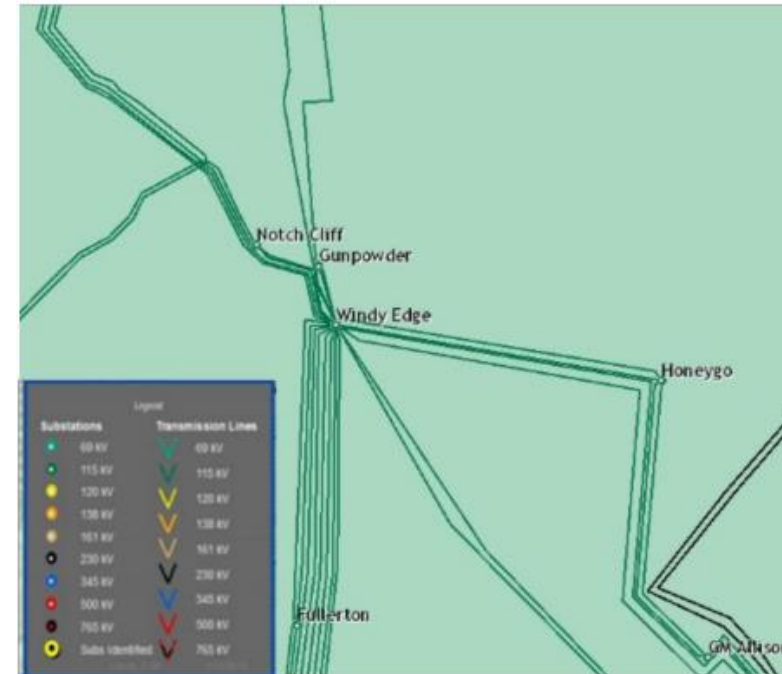 Notch Cliff
Gunpowder
Windy Edge
Honeygo
Legend
Substations Transmission Lines
69 kV 69 kV
115 kV 115 kV
120 kV 120 kV
138 kV 138 kV
161 kV 161 kV
230 kV 230 kV
345 kV 345 kV
500 kV 500 kV
765 kV 765 kV
Subs Identified
Fullerton
GM Allison